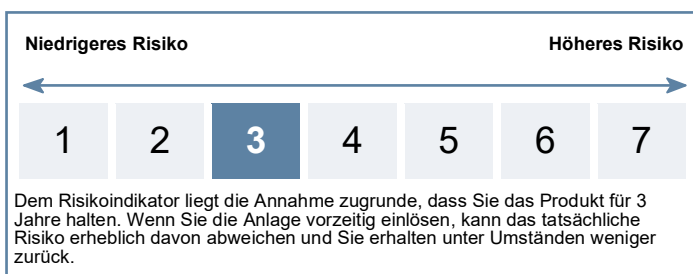 Niedrigeres Risiko Höheres Risiko
1 2 3 4 5 6 7
Dem Risikoindikator liegt die Annahme zugrunde, dass Sie das Produkt für 3
Jahre halten. Wenn Sie die Anlage vorzeitig einlösen, kann das tatsächliche
Risiko erheblich davon abweichen und Sie erhalten unter Umständen weniger
zurück.